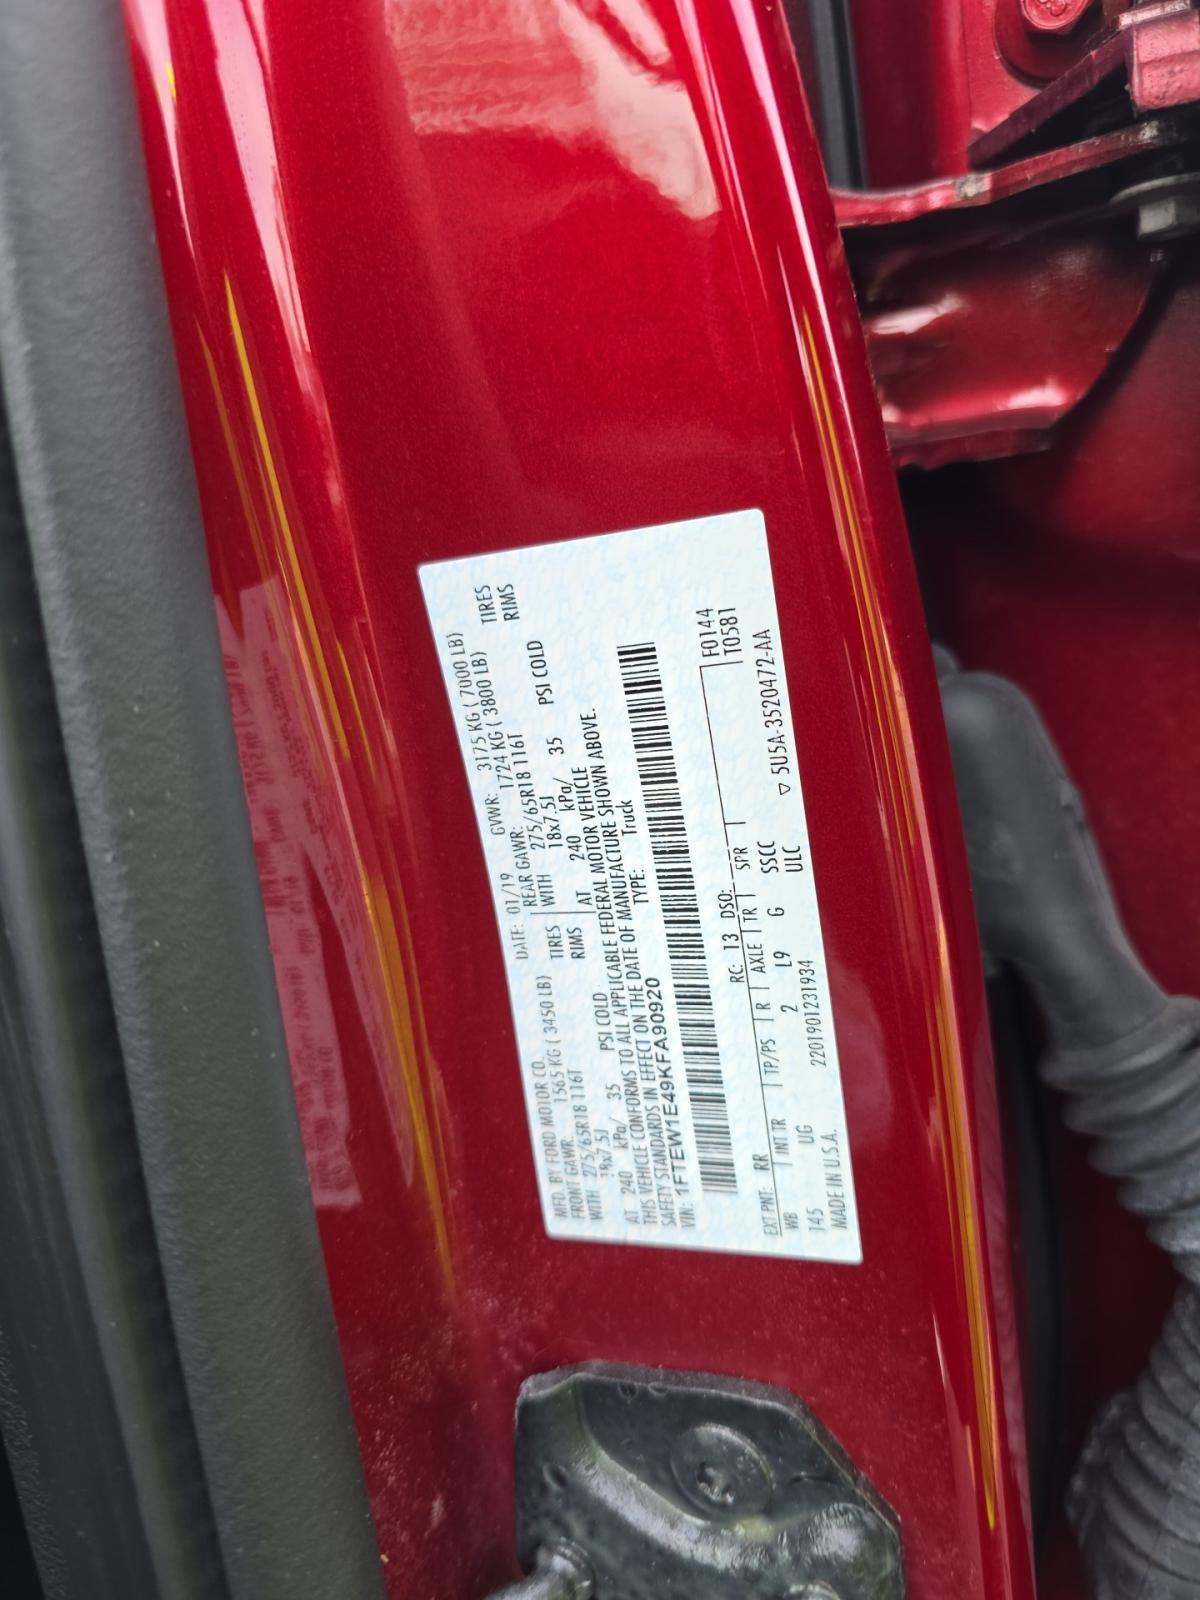 MFD. BY FORD MOTOR CO. DATE: 01/19 GVWR: 3175 KG ( 7000 LB)
FRONT GAWR: 1565 KG ( 3450 LB) REAR GAWR: 1724 KG ( 3800 LB)
WITH 275/65R18 116T TIRES WITH 275/65R18 116T TIRES
18x7.5J RIMS 18x7.5J RIMS
AT 240 kPa/ 35 PSI COLD AT 240 kPa/ 35 PSI COLD
THIS VEHICLE CONFORMS TO ALL APPLICABLE FEDERAL MOTOR VEHICLE
SAFETY STANDARDS IN EFFECT ON THE DATE OF MANUFACTURE SHOWN ABOVE.
VIN: 1FTEW1E49KFA90920 TYPE: Truck
F0144
EXT PNT: RR RC: 13 DSO: T0581
WB INT TR TP/PS R AXLE TR SPR
145 UG 2 L9 6 SSCC ▽ 5U5A-3520472-AA
MADE IN U.S.A. 2201901231934 ULC